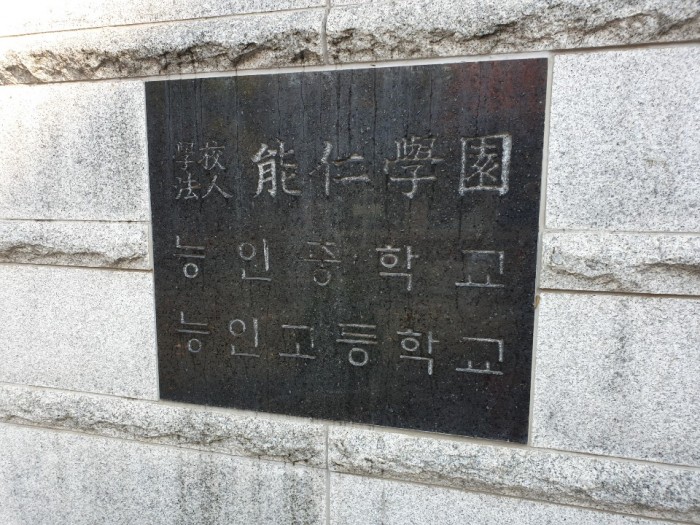 學校法人 能仁學園
능인중학교
능인고등학교